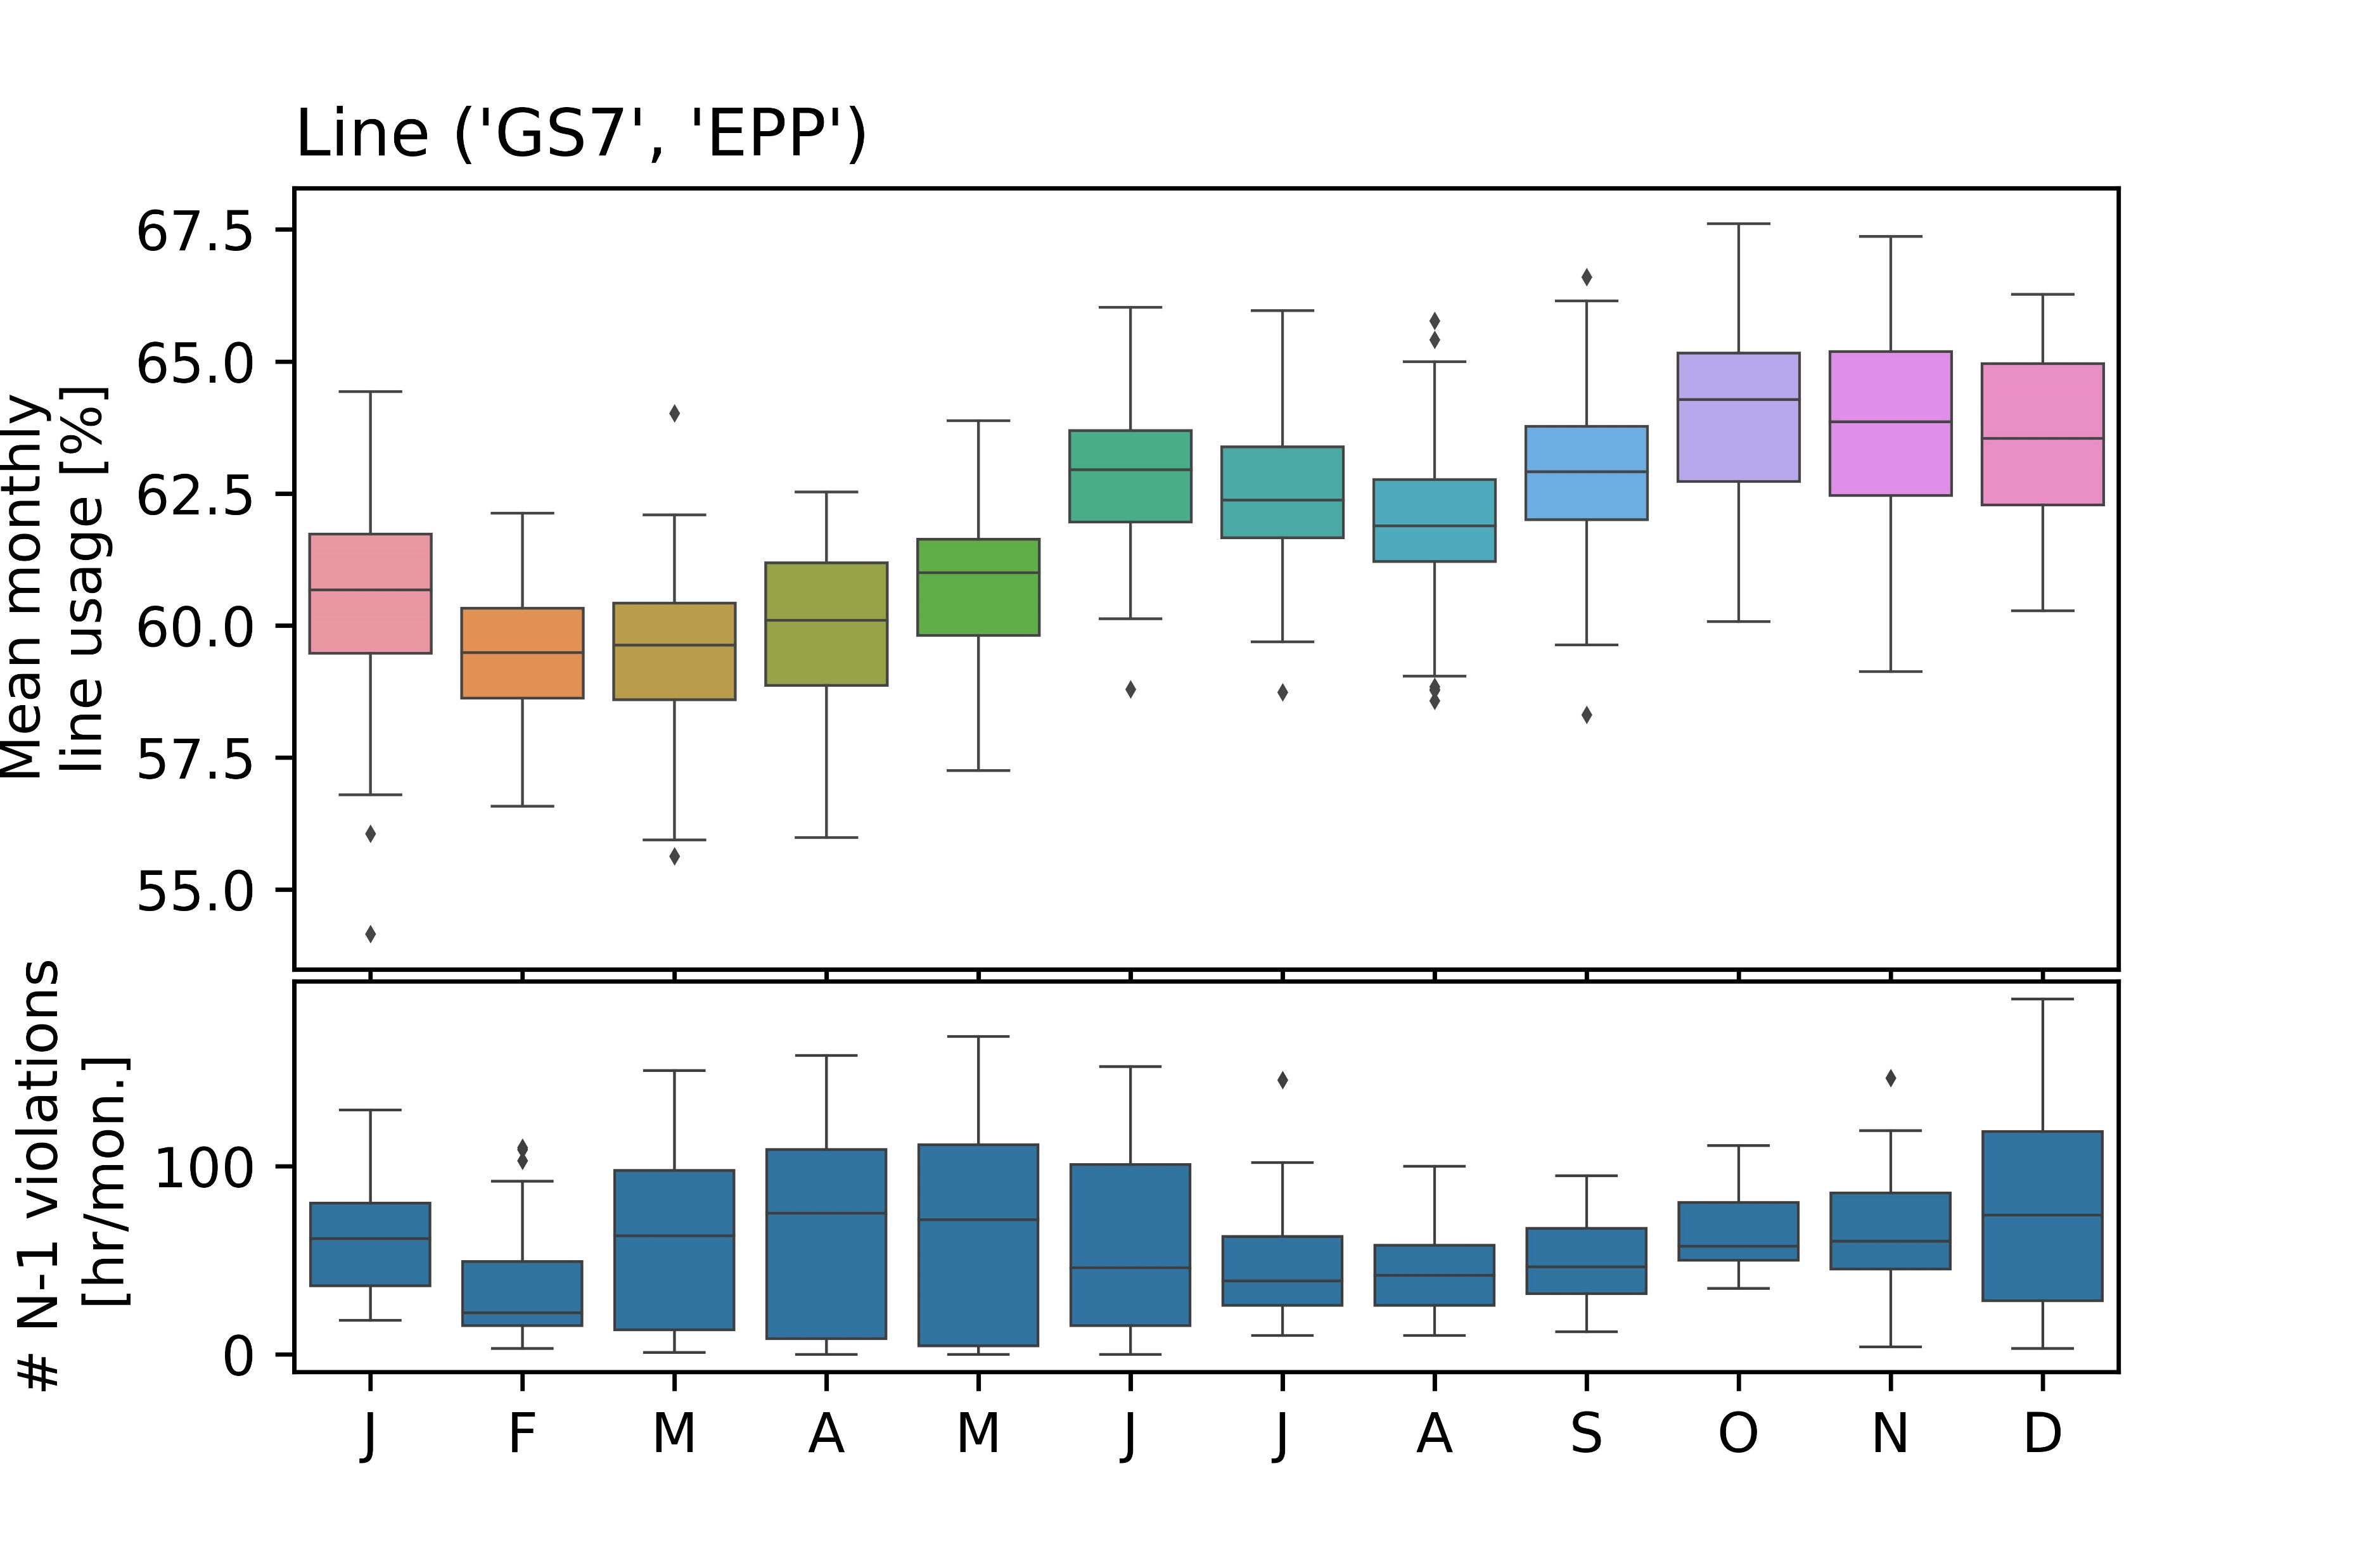 Line ('GS7', 'EPP')
Mean monthly
line usage [%]
67.5
65.0
62.5
60.0
57.5
55.0
# N-1 violations
[hr/mon.]
100
0
J F M A M J J A S O N D